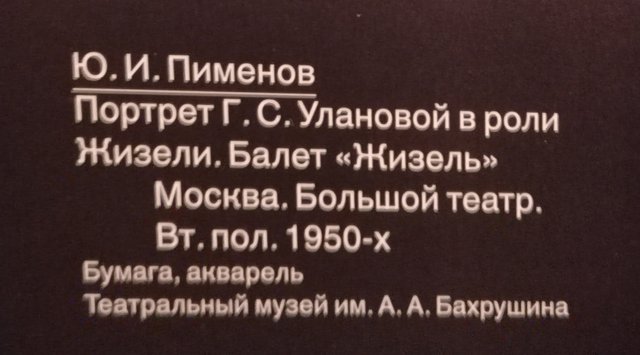 Ю. И. Пименов
Портрет Г. С. Улановой в роли
Жизели. Балет «Жизель»
Москва. Большой театр.
Вт. пол. 1950-х
Бумага, акварель
Театральный музей им. А. А. Бахрушина